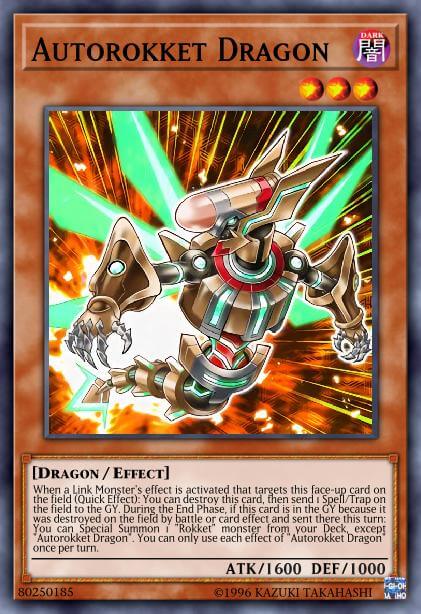 AUTOROKKET DRAGON
DARK
闇
[DRAGON / EFFECT]
When a Link Monster's effect is activated that targets this face-up card on
the field (Quick Effect): You can destroy this card, then send 1 Spell/Trap on
the field to the GY. During the End Phase, if this card is in the GY because it
was destroyed on the field by battle or card effect and sent there this turn:
You can Special Summon 1 "Rokket" monster from your Deck, except
"Autorokket Dragon". You can only use each effect of "Autorokket Dragon"
once per turn.
ATK/1600 DEF/1000
80250185
©1996 KAZUKI TAKAHASHI